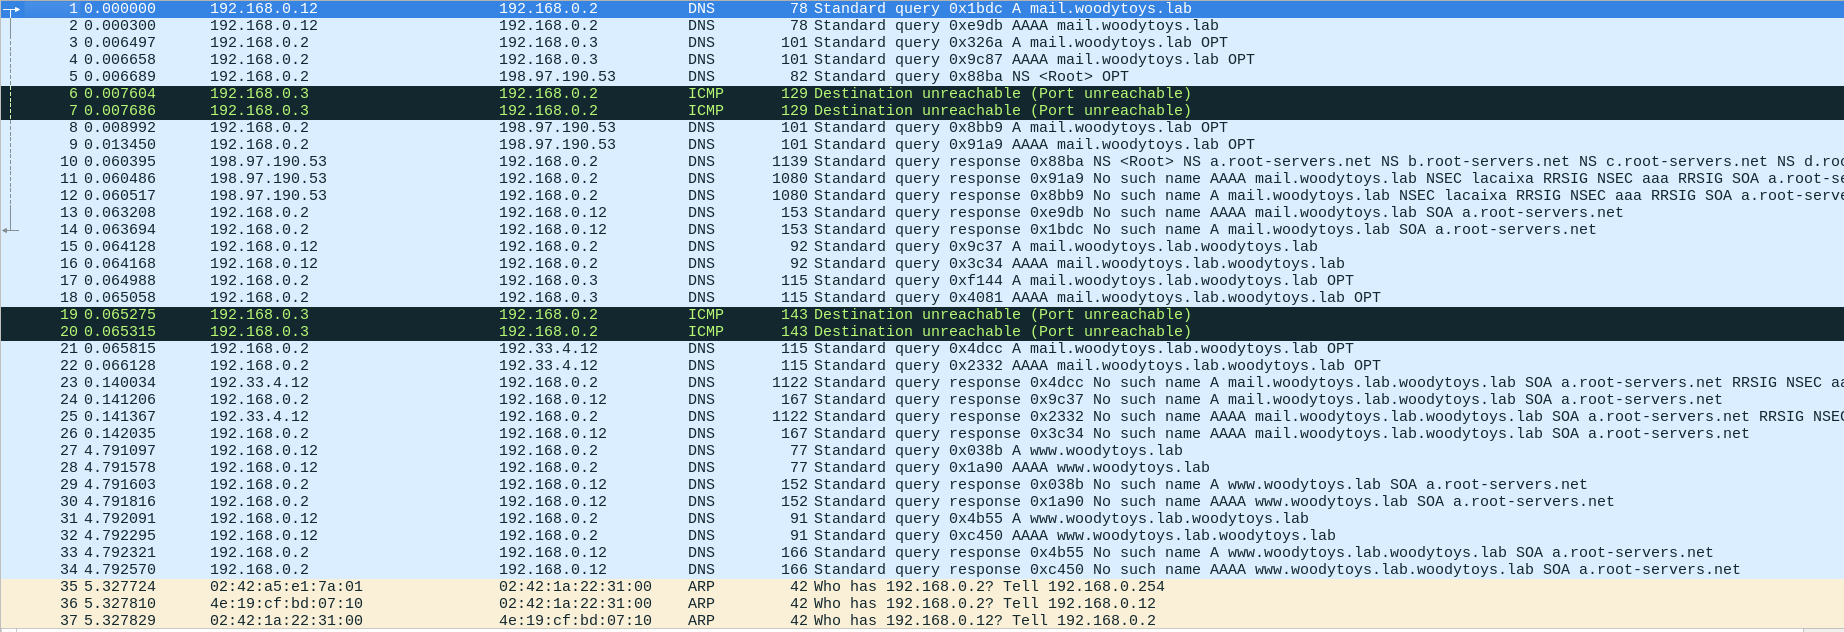 1 0.000000 192.168.0.12 192.168.0.2 DNS 78 Standard query 0x1bdc A mail.woodytoys.lab
2 0.000300 192.168.0.12 192.168.0.2 DNS 78 Standard query 0xe9db AAAA mail.woodytoys.lab
3 0.006497 192.168.0.2 192.168.0.3 DNS 101 Standard query 0x326a A mail.woodytoys.lab OPT
4 0.006658 192.168.0.2 192.168.0.3 DNS 101 Standard query 0x9c87 AAAA mail.woodytoys.lab OPT
5 0.006689 192.168.0.2 198.97.190.53 DNS 82 Standard query 0x88ba NS <Root> OPT
6 0.007604 192.168.0.3 192.168.0.2 ICMP 129 Destination unreachable (Port unreachable)
7 0.007686 192.168.0.3 192.168.0.2 ICMP 129 Destination unreachable (Port unreachable)
8 0.008992 192.168.0.2 198.97.190.53 DNS 101 Standard query 0x8bb9 A mail.woodytoys.lab OPT
9 0.013450 192.168.0.2 198.97.190.53 DNS 101 Standard query 0x91a9 AAAA mail.woodytoys.lab OPT
10 0.060395 198.97.190.53 192.168.0.2 DNS 1139 Standard query response 0x88ba NS <Root> NS a.root-servers.net NS b.root-servers.net NS c.root-servers.net NS d.roo
11 0.060486 198.97.190.53 192.168.0.2 DNS 1080 Standard query response 0x91a9 No such name AAAA mail.woodytoys.lab NSEC lacaixa RRSIG NSEC aaa RRSIG SOA a.root-se
12 0.060517 198.97.190.53 192.168.0.2 DNS 1080 Standard query response 0x8bb9 No such name A mail.woodytoys.lab NSEC lacaixa RRSIG NSEC aaa RRSIG SOA a.root-serve
13 0.063208 192.168.0.2 192.168.0.12 DNS 153 Standard query response 0xe9db No such name AAAA mail.woodytoys.lab SOA a.root-servers.net
14 0.063694 192.168.0.2 192.168.0.12 DNS 153 Standard query response 0x1bdc No such name A mail.woodytoys.lab SOA a.root-servers.net
15 0.064128 192.168.0.12 192.168.0.2 DNS 92 Standard query 0x9c37 A mail.woodytoys.lab.woodytoys.lab
16 0.064168 192.168.0.12 192.168.0.2 DNS 92 Standard query 0x3c34 AAAA mail.woodytoys.lab.woodytoys.lab
17 0.064988 192.168.0.2 192.168.0.3 DNS 115 Standard query 0xf144 A mail.woodytoys.lab.woodytoys.lab OPT
18 0.065058 192.168.0.2 192.168.0.3 DNS 115 Standard query 0x4081 AAAA mail.woodytoys.lab.woodytoys.lab OPT
19 0.065275 192.168.0.3 192.168.0.2 ICMP 143 Destination unreachable (Port unreachable)
20 0.065315 192.168.0.3 192.168.0.2 ICMP 143 Destination unreachable (Port unreachable)
21 0.065815 192.168.0.2 192.33.4.12 DNS 115 Standard query 0x4dcc A mail.woodytoys.lab.woodytoys.lab OPT
22 0.066128 192.168.0.2 192.33.4.12 DNS 115 Standard query 0x2332 AAAA mail.woodytoys.lab.woodytoys.lab OPT
23 0.140034 192.33.4.12 192.168.0.2 DNS 1122 Standard query response 0x4dcc No such name A mail.woodytoys.lab.woodytoys.lab SOA a.root-servers.net RRSIG NSEC aa
24 0.141206 192.168.0.2 192.168.0.12 DNS 167 Standard query response 0x9c37 No such name A mail.woodytoys.lab.woodytoys.lab SOA a.root-servers.net
25 0.141367 192.33.4.12 192.168.0.2 DNS 1122 Standard query response 0x2332 No such name AAAA mail.woodytoys.lab.woodytoys.lab SOA a.root-servers.net RRSIG NSEC
26 0.142035 192.168.0.2 192.168.0.12 DNS 167 Standard query response 0x3c34 No such name AAAA mail.woodytoys.lab.woodytoys.lab SOA a.root-servers.net
27 4.791097 192.168.0.12 192.168.0.2 DNS 77 Standard query 0x038b A www.woodytoys.lab
28 4.791578 192.168.0.12 192.168.0.2 DNS 77 Standard query 0x1a90 AAAA www.woodytoys.lab
29 4.791603 192.168.0.2 192.168.0.12 DNS 152 Standard query response 0x038b No such name A www.woodytoys.lab SOA a.root-servers.net
30 4.791816 192.168.0.2 192.168.0.12 DNS 152 Standard query response 0x1a90 No such name AAAA www.woodytoys.lab SOA a.root-servers.net
31 4.792091 192.168.0.12 192.168.0.2 DNS 91 Standard query 0x4b55 A www.woodytoys.lab.woodytoys.lab
32 4.792295 192.168.0.12 192.168.0.2 DNS 91 Standard query 0xc450 AAAA www.woodytoys.lab.woodytoys.lab
33 4.792321 192.168.0.2 192.168.0.12 DNS 166 Standard query response 0x4b55 No such name A www.woodytoys.lab.woodytoys.lab SOA a.root-servers.net
34 4.792570 192.168.0.2 192.168.0.12 DNS 166 Standard query response 0xc450 No such name AAAA www.woodytoys.lab.woodytoys.lab SOA a.root-servers.net
35 5.327724 02:42:a5:e1:7a:01 02:42:1a:22:31:00 ARP 42 Who has 192.168.0.2? Tell 192.168.0.254
36 5.327810 4e:19:cf:bd:07:10 02:42:1a:22:31:00 ARP 42 Who has 192.168.0.2? Tell 192.168.0.12
37 5.327829 02:42:1a:22:31:00 4e:19:cf:bd:07:10 ARP 42 Who has 192.168.0.12? Tell 192.168.0.2